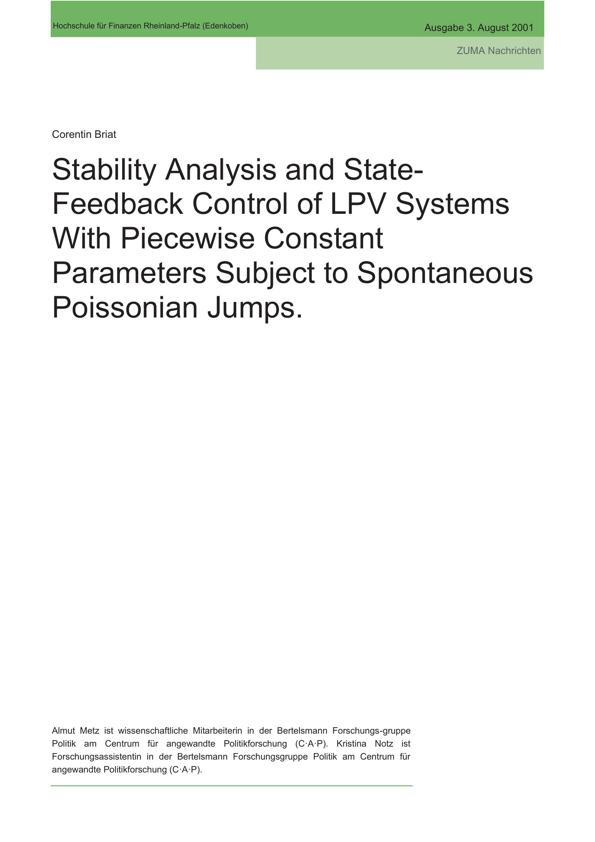 Hochschule für Finanzen Rheinland-Pfalz (Edenkoben)
Ausgabe 3. August 2001
ZUMA Nachrichten
Corentin Briat
Stability Analysis and State-
Feedback Control of LPV Systems
With Piecewise Constant
Parameters Subject to Spontaneous
Poissonian Jumps.
Almut Metz ist wissenschaftliche Mitarbeiterin in der Bertelsmann Forschungs-gruppe
Politik am Centrum für angewandte Politikforschung (C·A·P). Kristina Notz ist
Forschungsassistentin in der Bertelsmann Forschungsgruppe Politik am Centrum für
angewandte Politikforschung (C·A·P).